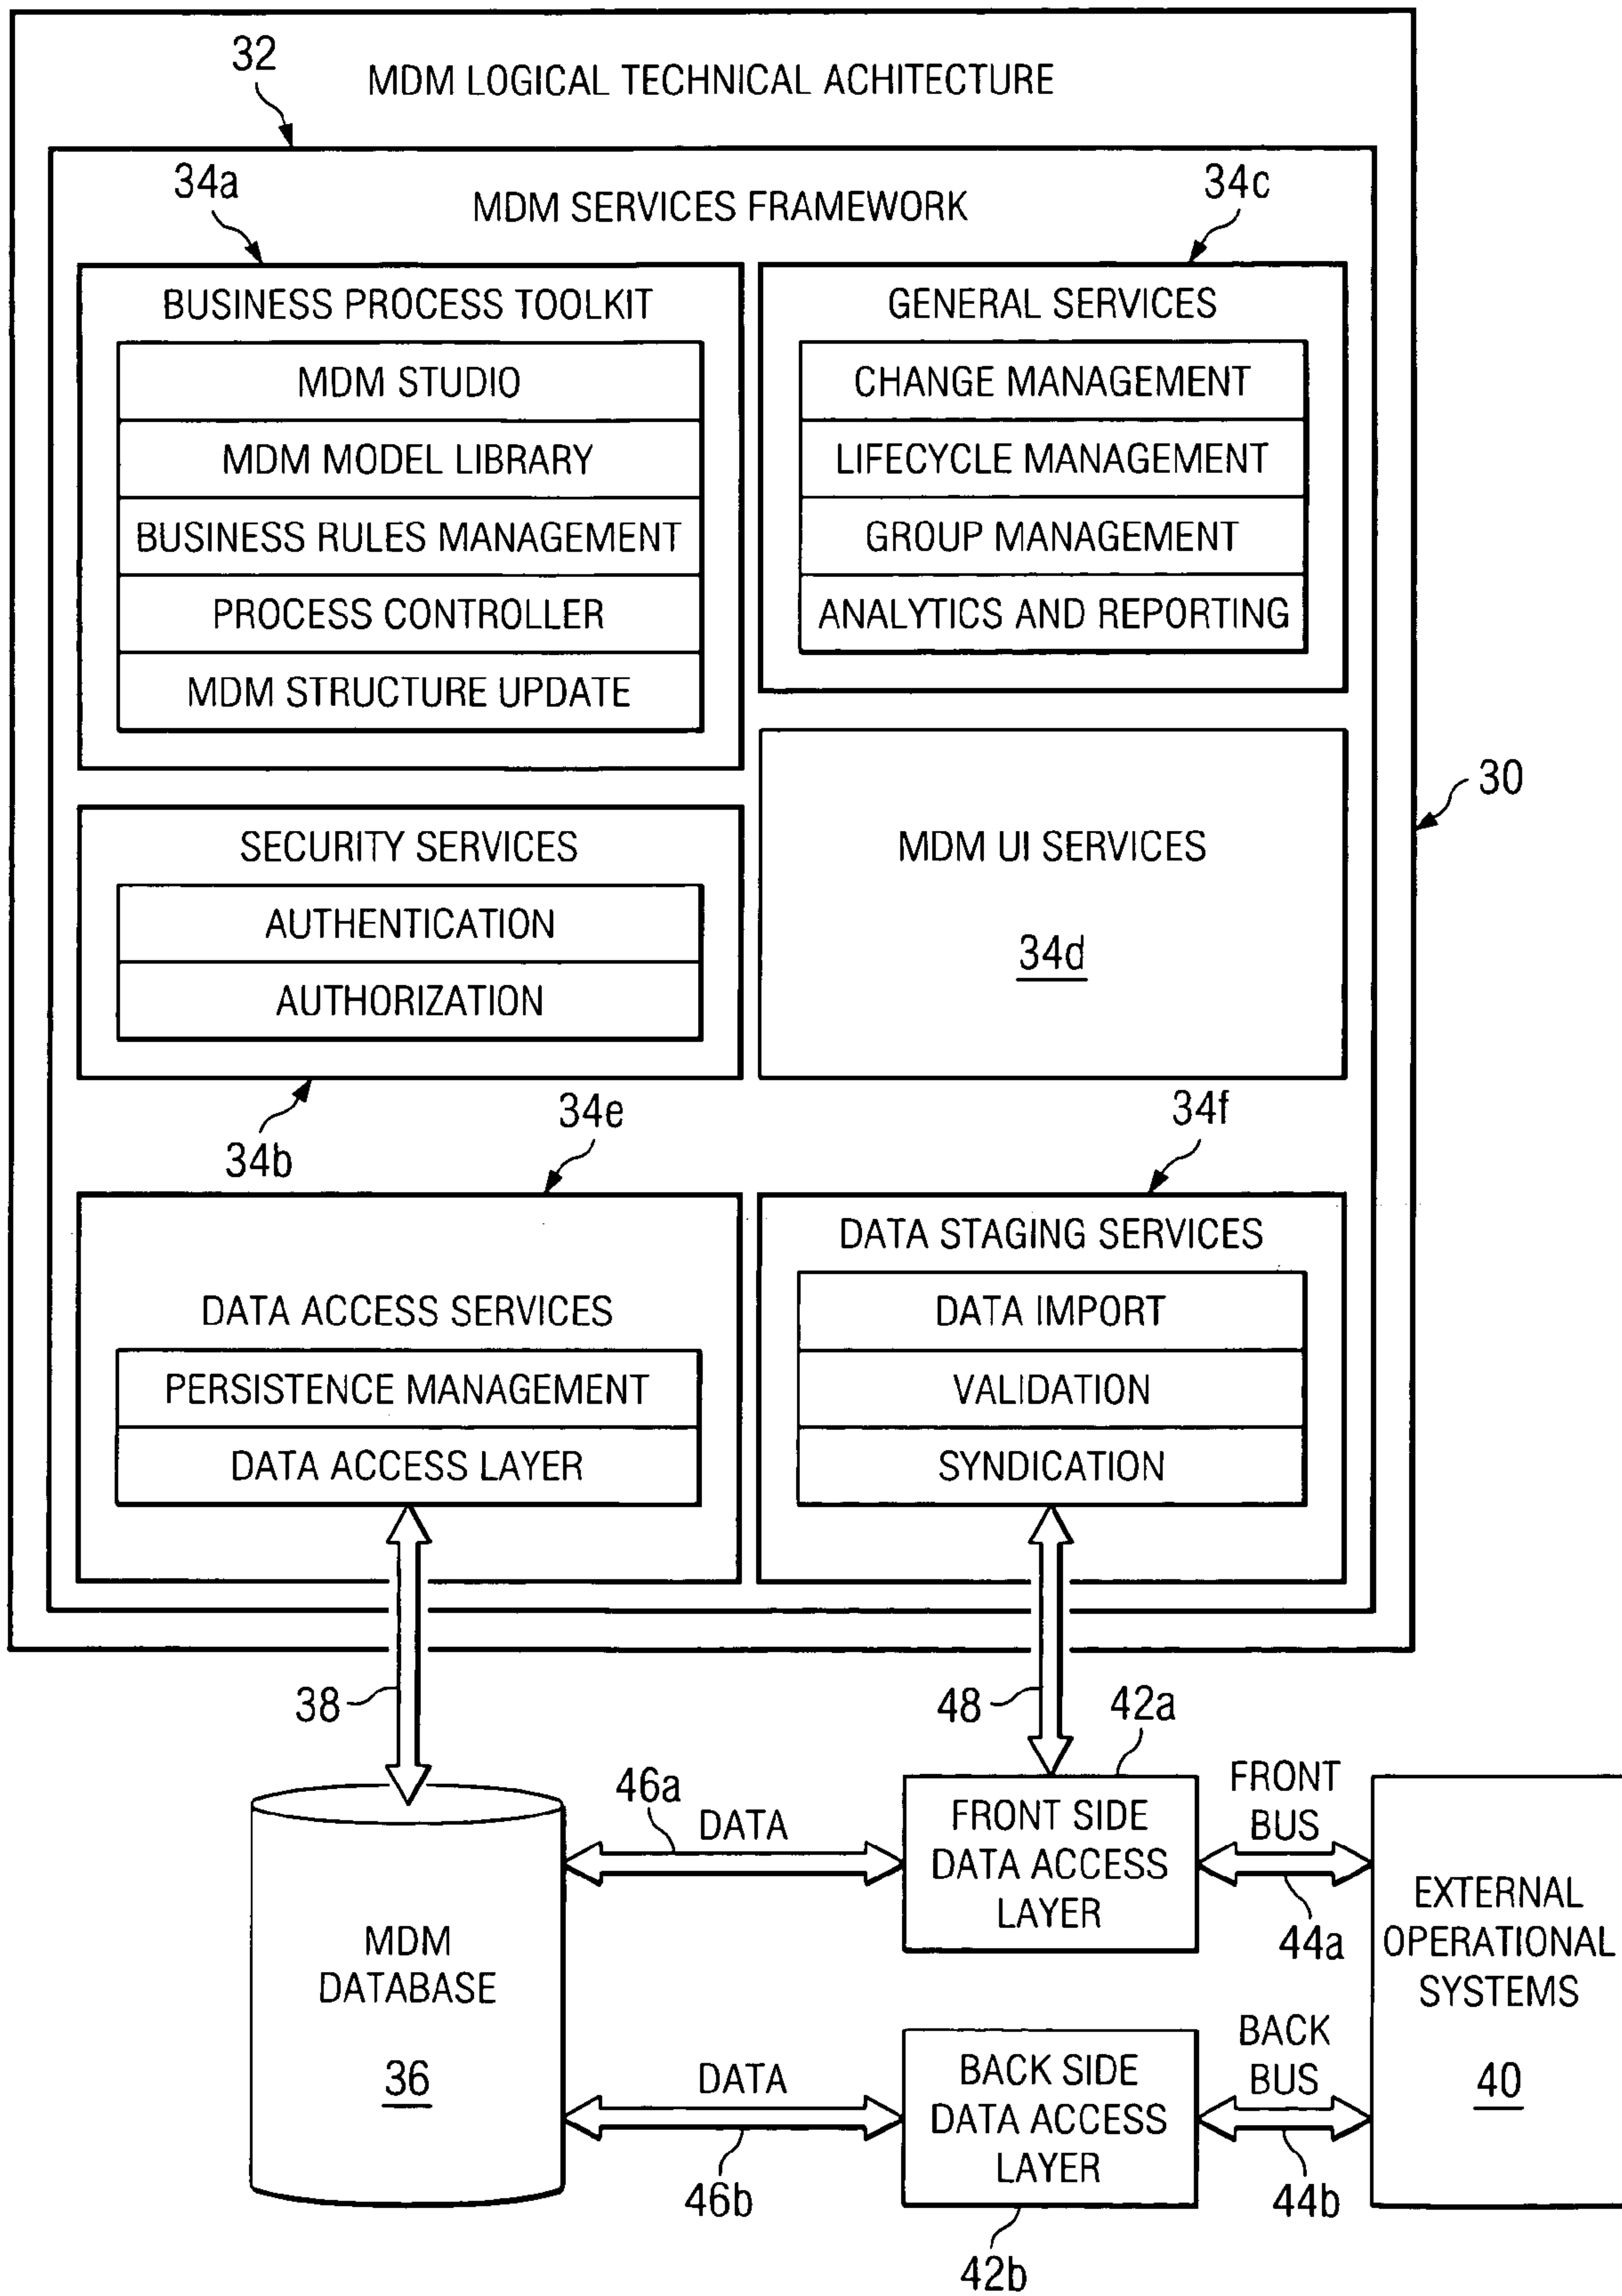 32
MDM LOGICAL TECHNICAL ACHITECTURE
34a
MDM SERVICES FRAMEWORK
34c
BUSINESS PROCESS TOOLKIT
MDM STUDIO
MDM MODEL LIBRARY
BUSINESS RULES MANAGEMENT
PROCESS CONTROLLER
MDM STRUCTURE UPDATE
GENERAL SERVICES
CHANGE MANAGEMENT
LIFECYCLE MANAGEMENT
GROUP MANAGEMENT
ANALYTICS AND REPORTING
30
SECURITY SERVICES
AUTHENTICATION
AUTHORIZATION
34b
MDM UI SERVICES
34d
34e
34f
DATA ACCESS SERVICES
PERSISTENCE MANAGEMENT
DATA ACCESS LAYER
DATA STAGING SERVICES
DATA IMPORT
VALIDATION
SYNDICATION
38
48
42a
46a
DATA
FRONT SIDE
DATA ACCESS
LAYER
FRONT
BUS
44a
MDM
DATABASE
36
EXTERNAL
OPERATIONAL
SYSTEMS
40
DATA
46b
BACK SIDE
DATA ACCESS
LAYER
42b
BACK
BUS
44b